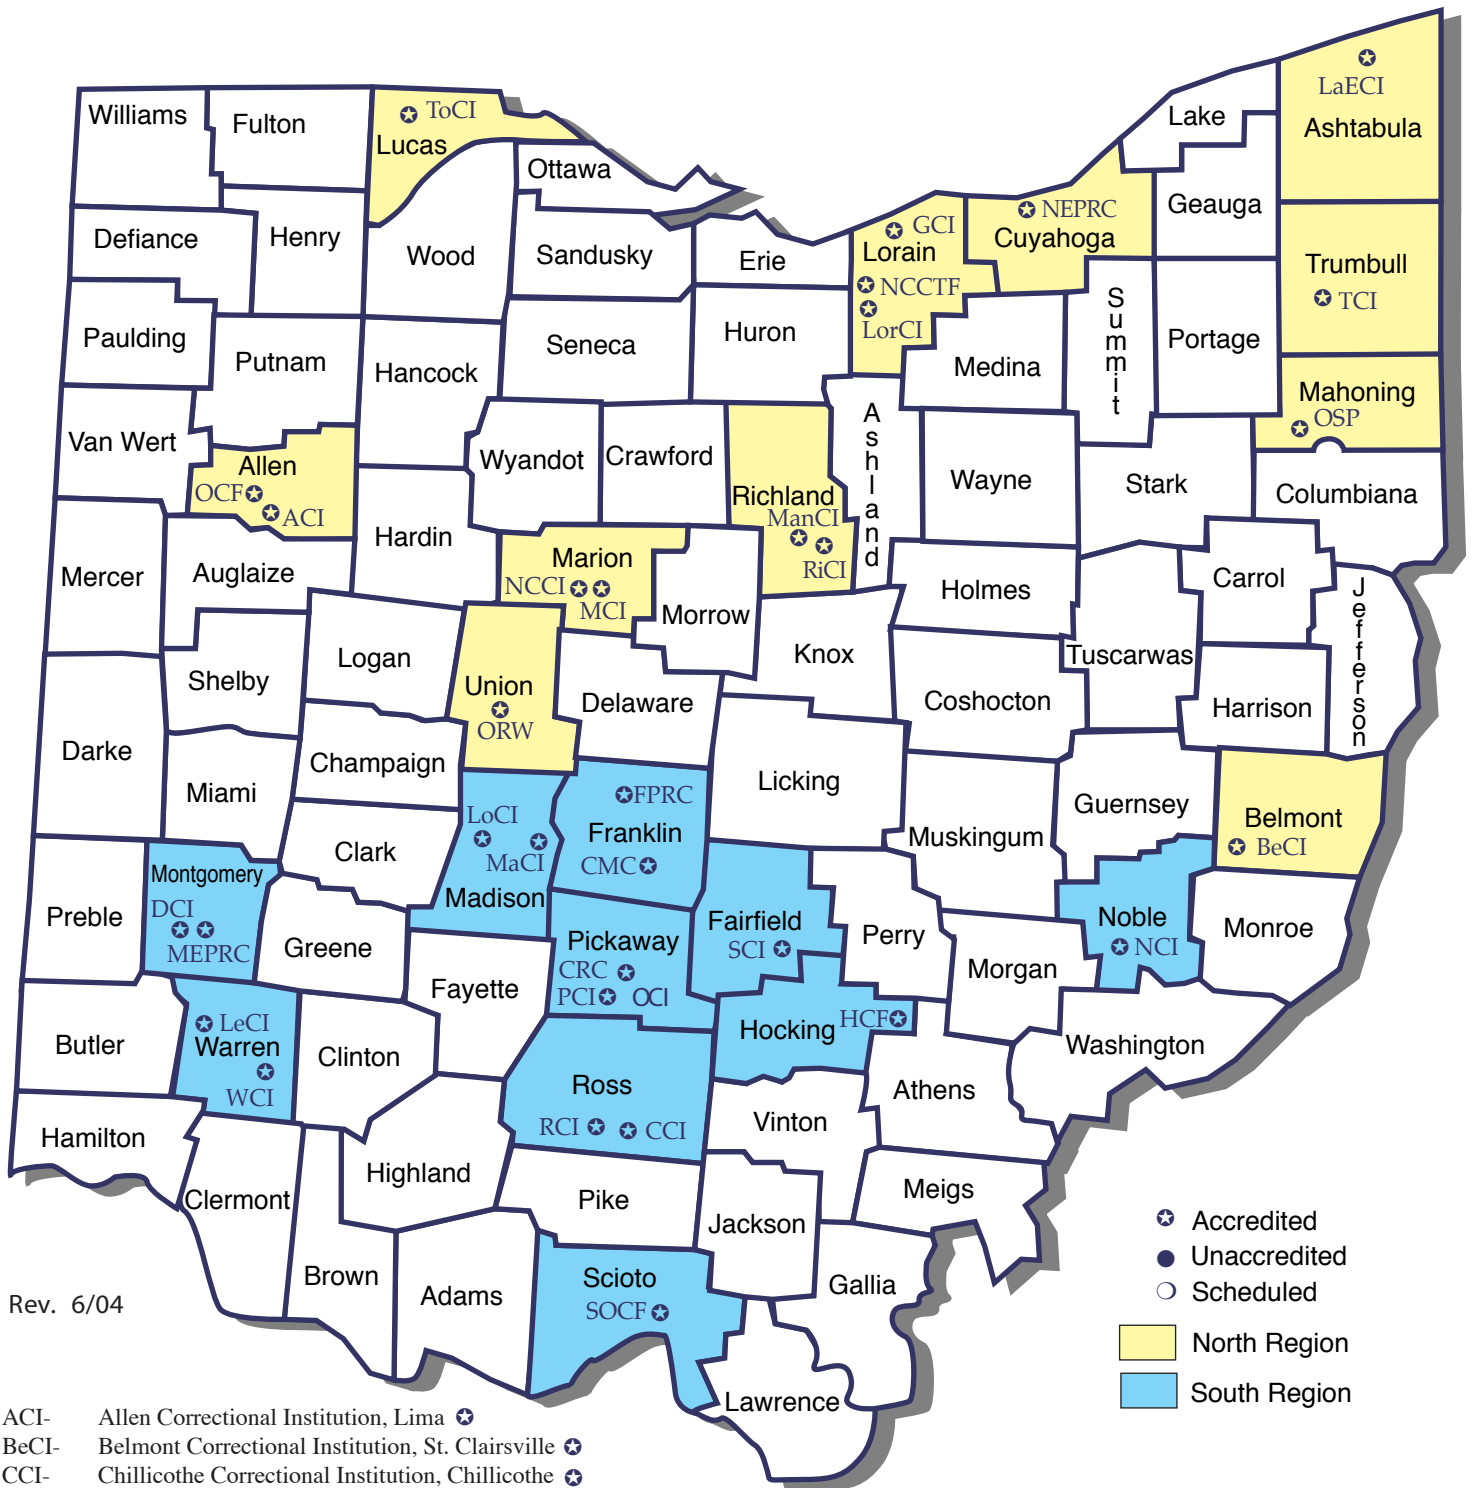 Williams
Fulton
ToCI
Lucas
Ottawa
Lake
LaECI
Ashtabula
Defiance
Henry
Wood
Sandusky
Erie
GCI
Lorain
NCCTF
LorCI
NEPRC
Cuyahoga
Geauga
Trumbull
TCI
Paulding
Putnam
Hancock
Seneca
Huron
Medina
Summit
Portage
Mahoning
OSP
Van Wert
Allen
OCF
ACI
Wyandot
Crawford
Richland
ManCI
RiCI
Ashland
Wayne
Stark
Columbiana
Mercer
Auglaize
Hardin
Marion
NCCI
MCI
Morrow
Holmes
Carroll
Jefferson
Shelby
Logan
Union
ORW
Delaware
Knox
Coshocton
Tuscarwas
Harrison
Darke
Miami
Champaign
Licking
Muskingum
Guernsey
Belmont
BeCI
Clark
LoCI
MaCI
Madison
FPRC
Franklin
CMC
Preble
Montgomery
DCI
MEPRC
Greene
Fayette
Pickaway
CRC
PCI
OCI
Fairfield
SCI
Perry
Morgan
Noble
NCI
Monroe
Butler
LeCI
Warren
WCI
Clinton
Ross
RCI
CCI
Hocking
HCF
Athens
Washington
Hamilton
Clermont
Highland
Vinton
Meigs
Brown
Adams
Pike
Jackson
Gallia
Scioto
SOCF
Lawrence
Accredited
Unaccredited
Scheduled
North Region
South Region
Rev. 6/04
ACI- Allen Correctional Institution, Lima
BeCI- Belmont Correctional Institution, St. Clairsville
CCI- Chillicothe Correctional Institution, Chillicothe